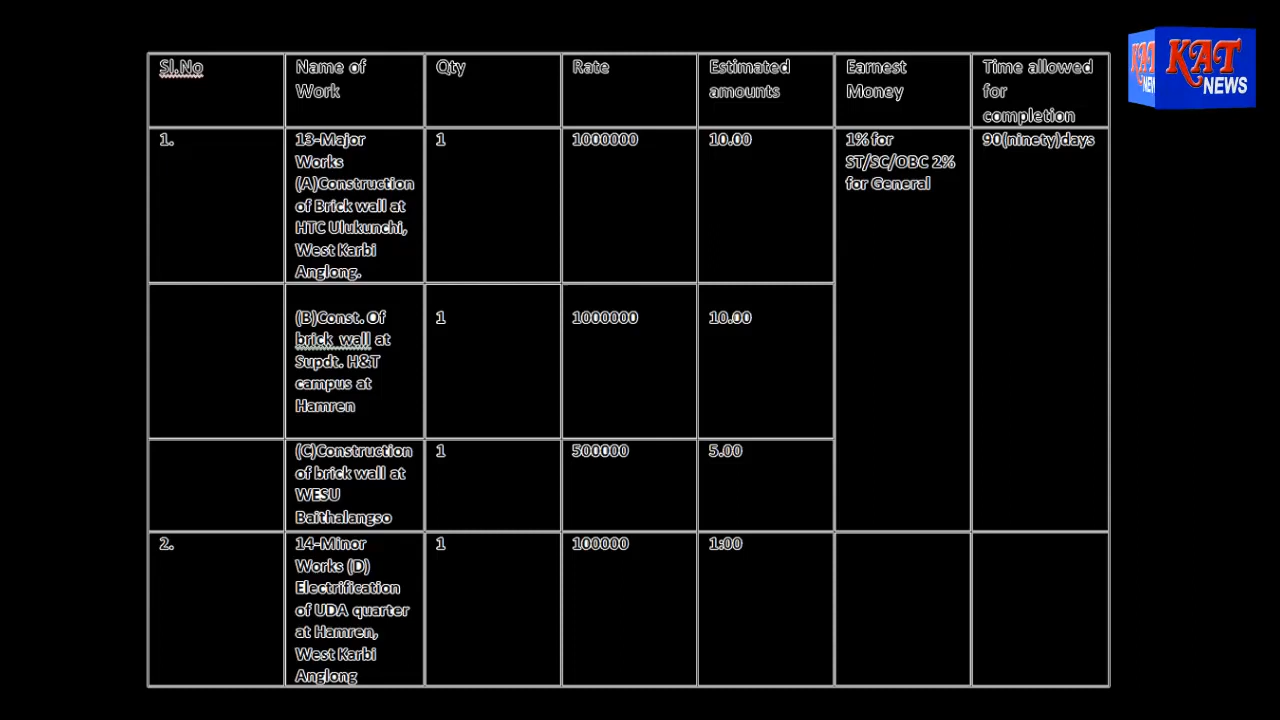 Sl.No
Name of
Work
Qty
Rate
Estimated
amounts
Earnest
Money
Time allowed
for
completion
1.
13-Major
Works
(A)Construction
of Brick wall at
HTC Ulukunchi,
West Karbi
Anglong.
1
1000000
10.00
1% for
ST/SC/OBC 2%
for General
90(ninety)days
(B)Const. Of
brick wall at
Supdt. H&T
campus at
Hamren
1
1000000
10.00
(C)Construction
of brick wall at
WESU
Baithalangso
1
500000
5.00
2.
14-Minor
Works (D)
Electrification
of UDA quarter
at Hamren,
West Karbi
Anglong
1
100000
1:00
KAT
NEWS
KA
NEW